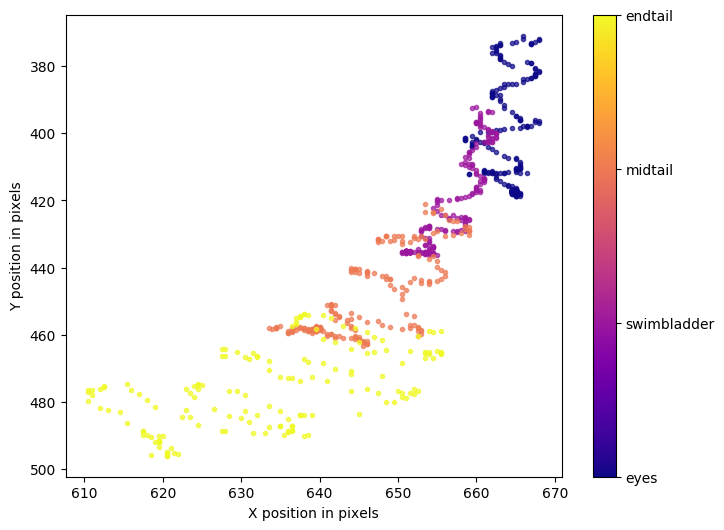 380
400
420
440
460
480
500
610
620
630
640
650
660
670
X position in pixels
Y position in pixels
endtail
midtail
swimbladder
eyes